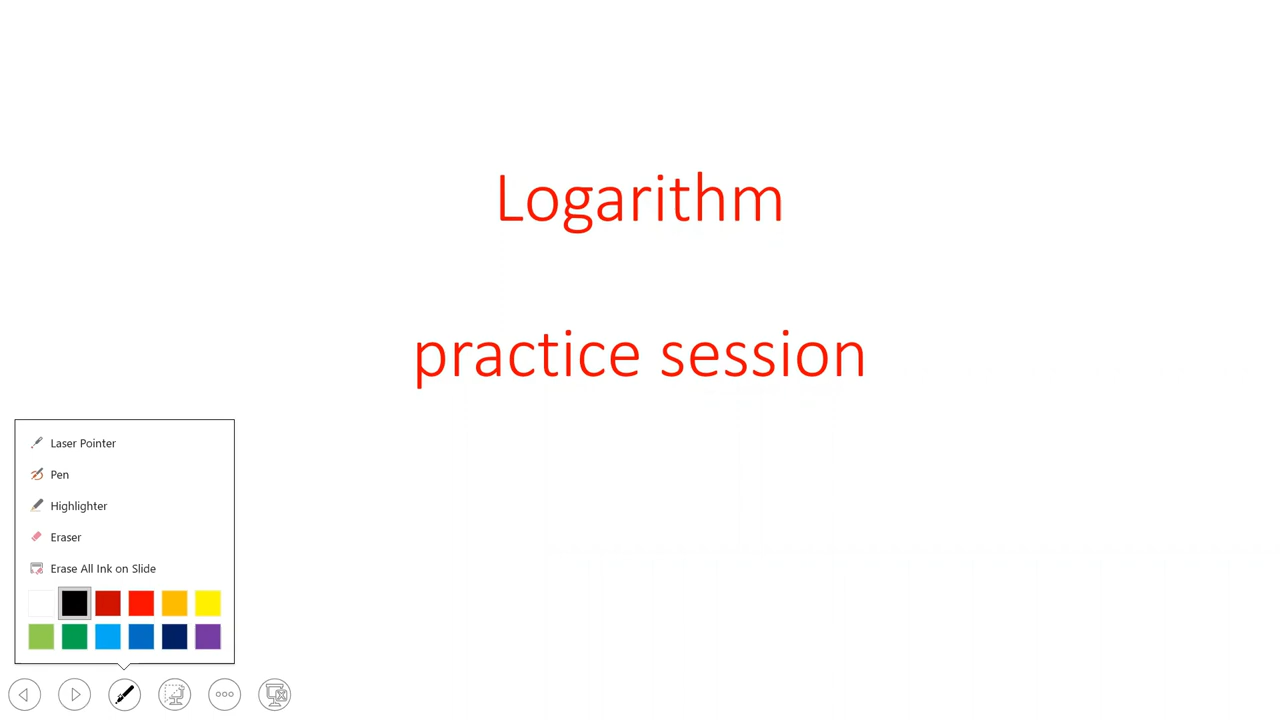 Logarithm
practice session
Laser Pointer
Pen
Highlighter
Eraser
Erase All Ink on Slide